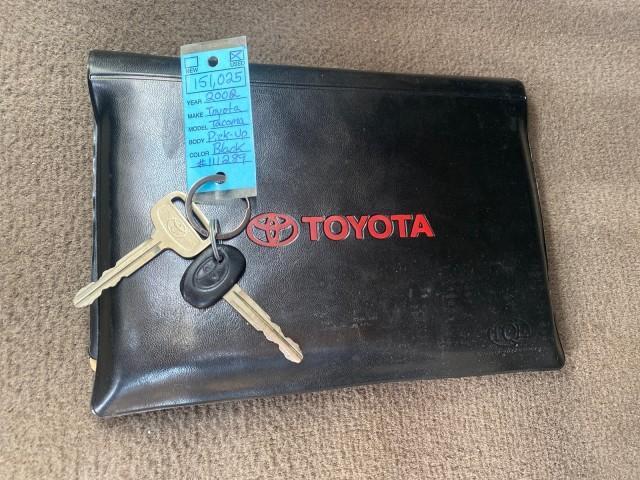 NEW USED
151,025
YEAR 2002
MAKE Toyota
MODEL Tacoma
BODY Pick-up
COLOR Black
#111289
TOYOTA